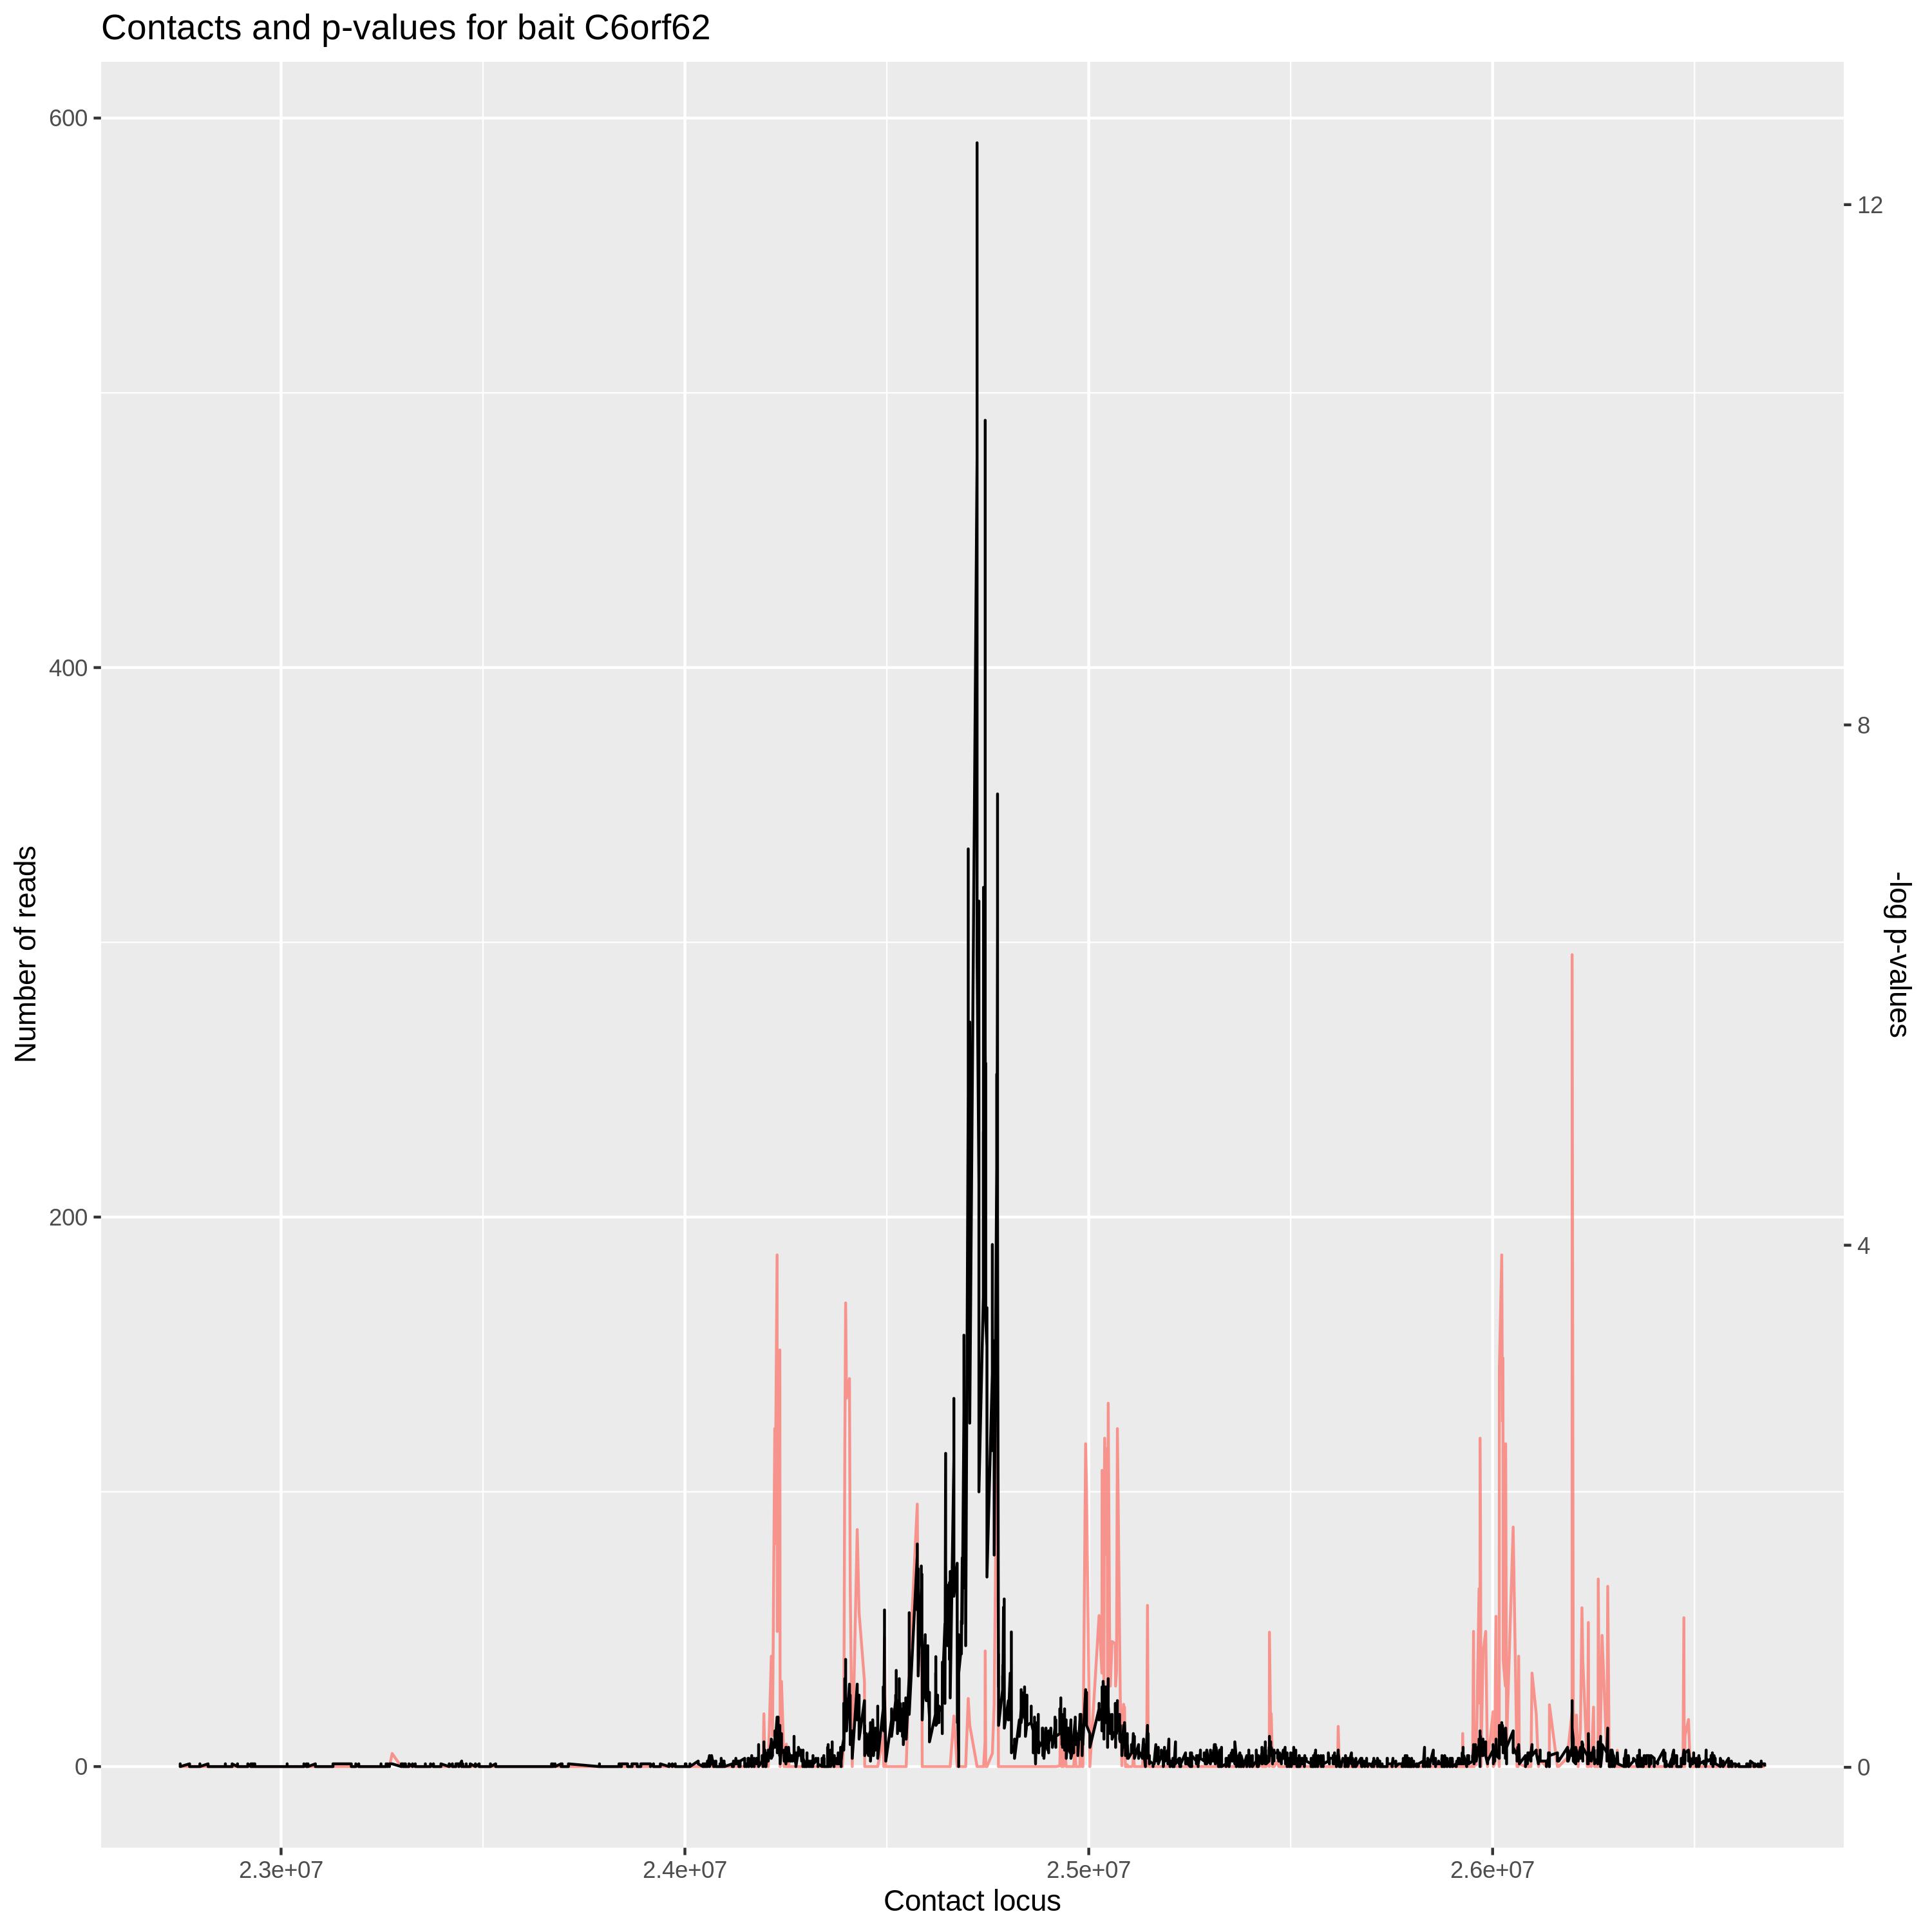 Contacts and p-values for bait C6orf62
600
400
200
0
Number of reads
12
8
4
0
-log p-values
2.3e+07
2.4e+07
2.5e+07
2.6e+07
Contact locus